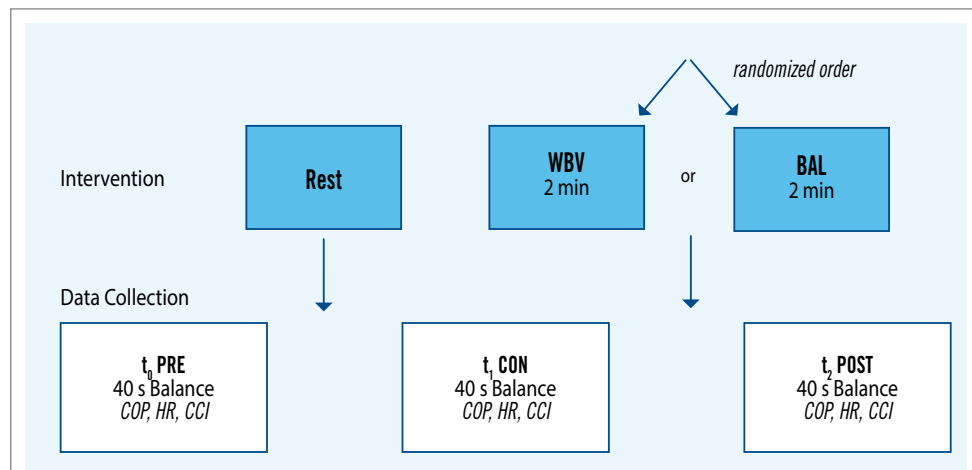 randomized order
Intervention
Rest
WBV
2 min
or
BAL
2 min
Data Collection
t₀ PRE
40 s Balance
COP, HR, CCI
t₁ CON
40 s Balance
COP, HR, CCI
t₂ POST
40 s Balance
COP, HR, CCI